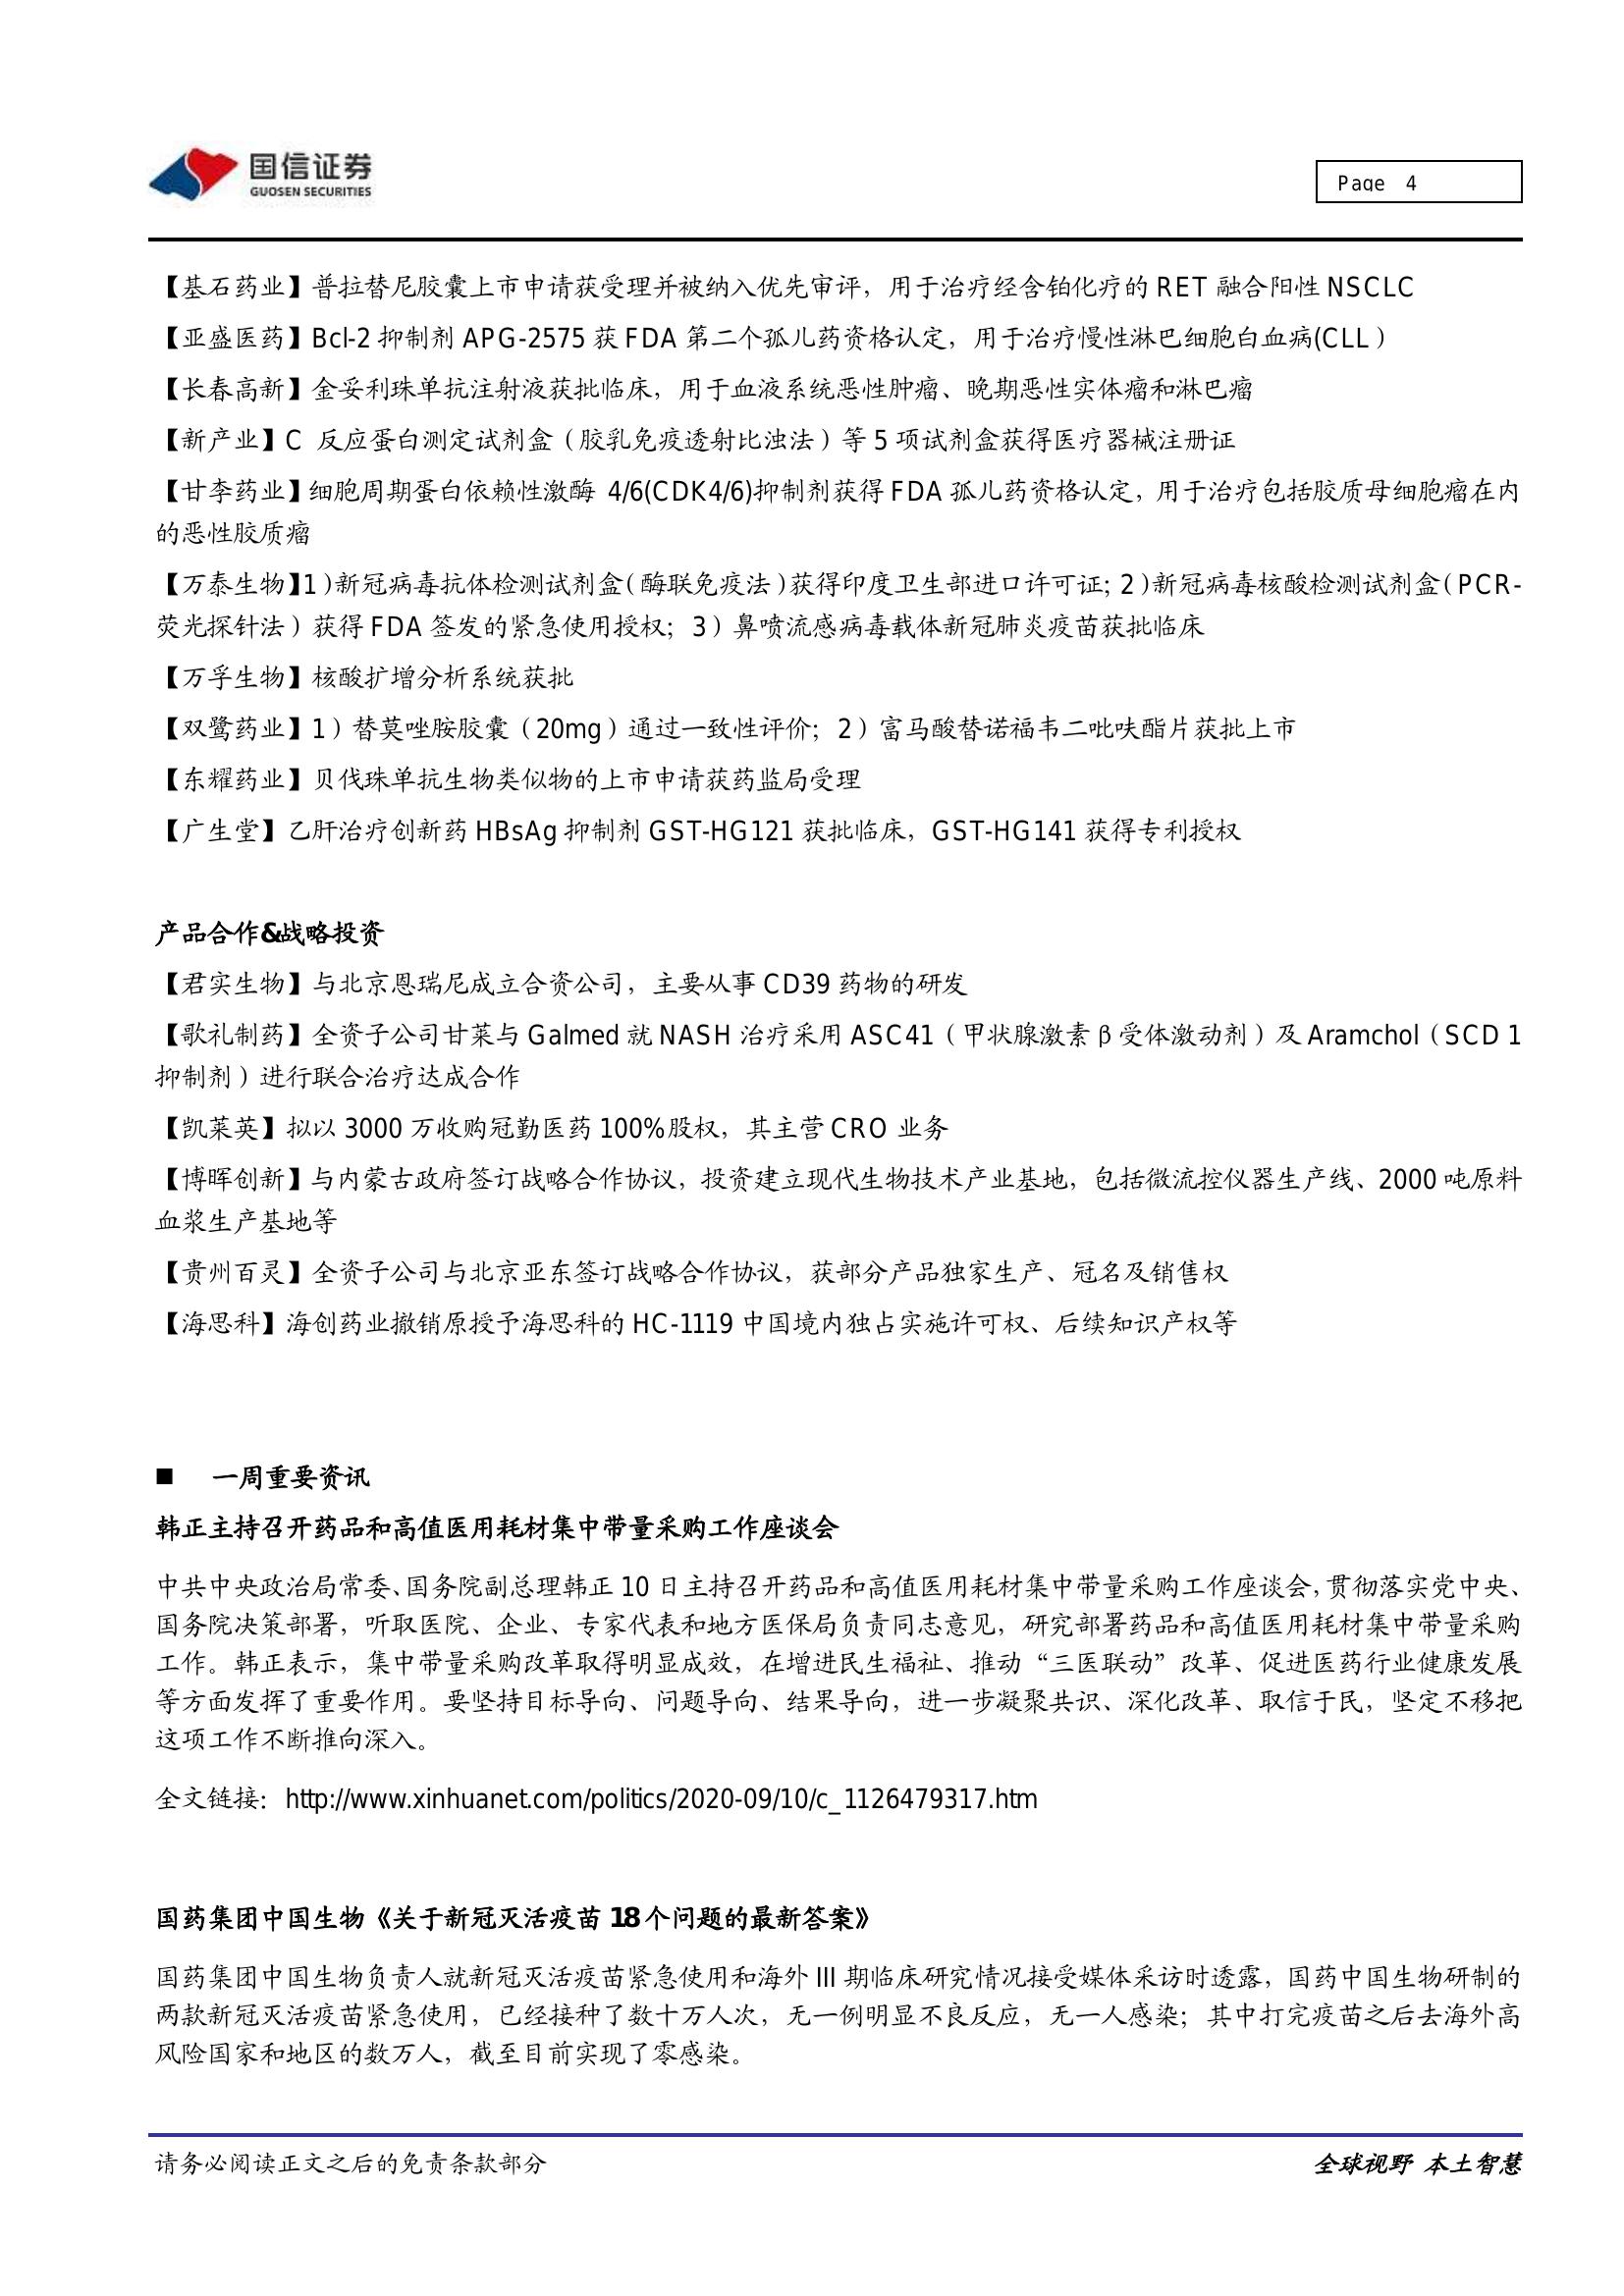 国信证券
GUOSEN SECURITIES
Page 4
【基石药业】普拉替尼胶囊上市申请获受理并被纳入优先审评，用于治疗经含铂化疗的 RET 融合阳性 NSCLC
【亚盛医药】Bcl-2 抑制剂 APG-2575 获 FDA 第二个孤儿药资格认定，用于治疗慢性淋巴细胞白血病(CLL）
【长春高新】金妥利珠单抗注射液获批临床，用于血液系统恶性肿瘤、晚期恶性实体瘤和淋巴瘤
【新产业】C 反应蛋白测定试剂盒（胶乳免疫透射比浊法）等 5 项试剂盒获得医疗器械注册证
【甘李药业】细胞周期蛋白依赖性激酶 4/6(CDK4/6)抑制剂获得 FDA 孤儿药资格认定，用于治疗包括胶质母细胞瘤在内
的恶性胶质瘤
【万泰生物】1）新冠病毒抗体检测试剂盒（酶联免疫法）获得印度卫生部进口许可证；2）新冠病毒核酸检测试剂盒（PCR-
荧光探针法）获得 FDA 签发的紧急使用授权；3）鼻喷流感病毒载体新冠肺炎疫苗获批临床
【万孚生物】核酸扩增分析系统获批
【双鹭药业】1）替莫唑胺胶囊（20mg）通过一致性评价；2）富马酸替诺福韦二吡呋酯片获批上市
【东耀药业】贝伐珠单抗生物类似物的上市申请获药监局受理
【广生堂】乙肝治疗创新药 HBsAg 抑制剂 GST-HG121 获批临床，GST-HG141 获得专利授权
产品合作&战略投资
【君实生物】与北京恩瑞尼成立合资公司，主要从事 CD39 药物的研发
【歌礼制药】全资子公司甘莱与 Galmed 就 NASH 治疗采用 ASC41（甲状腺激素 β 受体激动剂）及 Aramchol（SCD 1
抑制剂）进行联合治疗达成合作
【凯莱英】拟以 3000 万收购冠勤医药 100%股权，其主营 CRO 业务
【博晖创新】与内蒙古政府签订战略合作协议，投资建立现代生物技术产业基地，包括微流控仪器生产线、2000 吨原料
血浆生产基地等
【贵州百灵】全资子公司与北京亚东签订战略合作协议，获部分产品独家生产、冠名及销售权
【海思科】海创药业撤销原授予海思科的 HC-1119 中国境内独占实施许可权、后续知识产权等
■ 一周重要资讯
韩正主持召开药品和高值医用耗材集中带量采购工作座谈会
中共中央政治局常委、国务院副总理韩正 10 日主持召开药品和高值医用耗材集中带量采购工作座谈会，贯彻落实党中央、
国务院决策部署，听取医院、企业、专家代表和地方医保局负责同志意见，研究部署药品和高值医用耗材集中带量采购
工作。韩正表示，集中带量采购改革取得明显成效，在增进民生福祉、推动“三医联动”改革、促进医药行业健康发展
等方面发挥了重要作用。要坚持目标导向、问题导向、结果导向，进一步凝聚共识、深化改革、取信于民，坚定不移把
这项工作不断推向深入。
全文链接：http://www.xinhuanet.com/politics/2020-09/10/c_1126479317.htm
国药集团中国生物《关于新冠灭活疫苗 18 个问题的最新答案》
国药集团中国生物负责人就新冠灭活疫苗紧急使用和海外 III 期临床研究情况接受媒体采访时透露，国药中国生物研制的
两款新冠灭活疫苗紧急使用，已经接种了数十万人次，无一例明显不良反应，无一人感染；其中打完疫苗之后去海外高
风险国家和地区的数万人，截至目前实现了零感染。
请务必阅读正文之后的免责条款部分
全球视野 本土智慧